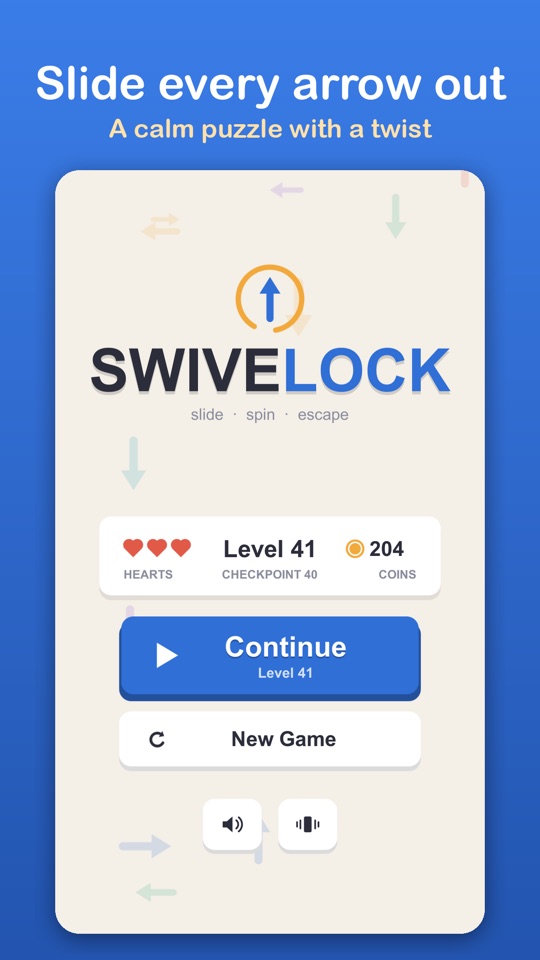 Slide every arrow out
A calm puzzle with a twist
SWIVELOCK
slide · spin · escape
Level 41 204
HEARTS CHECKPOINT 40 COINS
Continue
Level 41
New Game